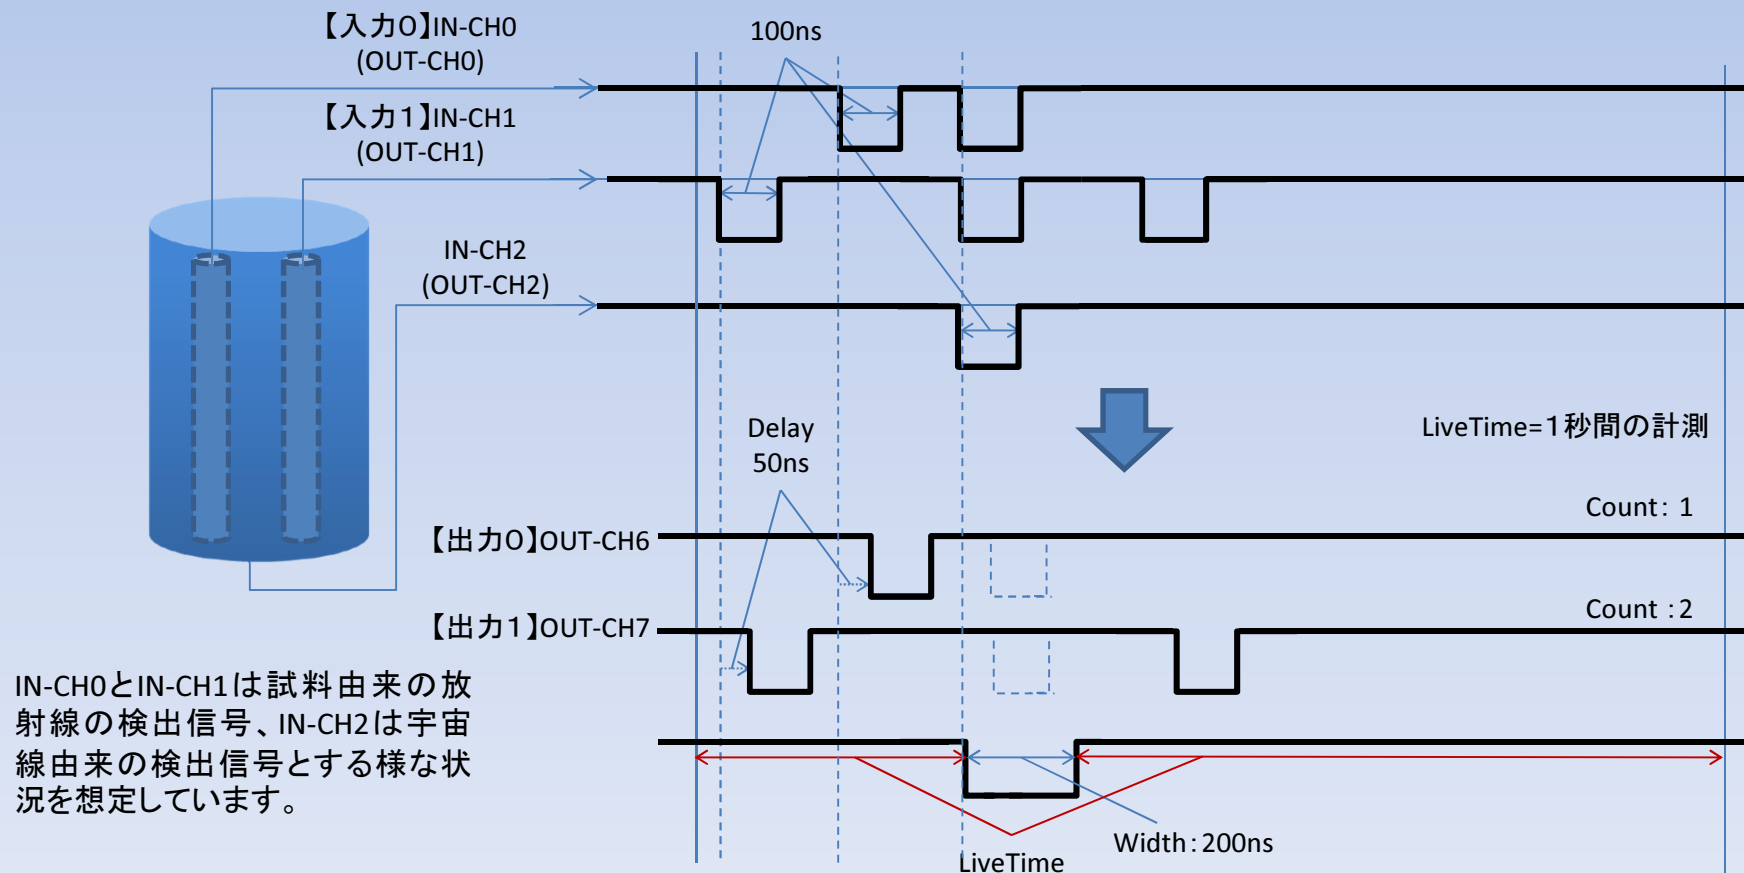 【入力0】IN-CH0
(OUT-CH0)
100ns
【入力1】IN-CH1
(OUT-CH1)
IN-CH2
(OUT-CH2)
Delay
50ns
LiveTime=1秒間の計測
Count: 1
【出力0】OUT-CH6
Count :2
【出力1】OUT-CH7
IN-CH0とIN-CH1は試料由来の放
射線の検出信号、IN-CH2は宇宙
線由来の検出信号とする様な状
況を想定しています。
Width:200ns
LiveTime